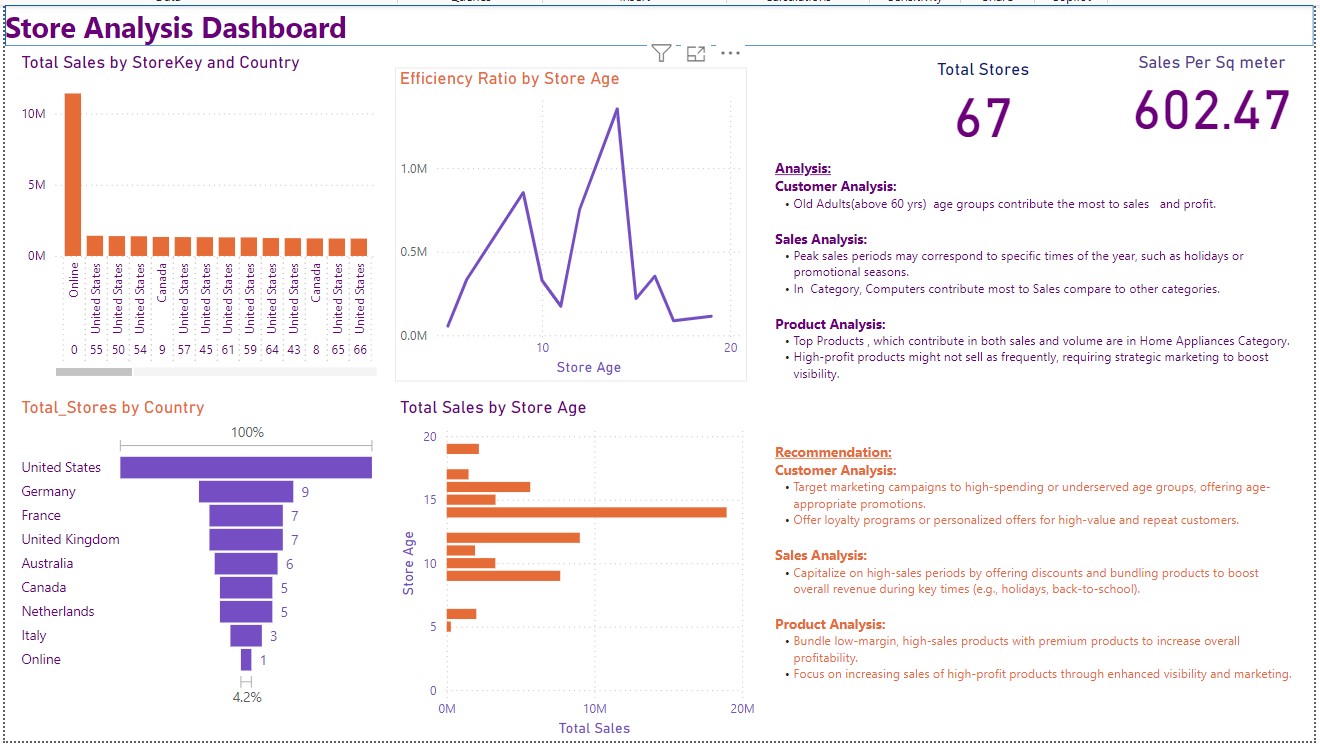 Store Analysis Dashboard
Total Sales by StoreKey and Country
10M
5M
0M
Online
United States
United States
United States
Canada
United States
United States
United States
United States
United States
United States
Canada
United States
United States
0 55 50 54 9 57 45 61 59 64 43 8 65 66
Efficiency Ratio by Store Age
1.0M
0.5M
0.0M
10 20
Store Age
Total Stores
67
Sales Per Sq meter
602.47
Analysis:
Customer Analysis:
• Old Adults(above 60 yrs) age groups contribute the most to sales and profit.
Sales Analysis:
• Peak sales periods may correspond to specific times of the year, such as holidays or
promotional seasons.
• In Category, Computers contribute most to Sales compare to other categories.
Product Analysis:
• Top Products , which contribute in both sales and volume are in Home Appliances Category.
• High-profit products might not sell as frequently, requiring strategic marketing to boost
visibility.
Total_Stores by Country
100%
United States
Germany 9
France 7
United Kingdom 7
Australia 6
Canada 5
Netherlands 5
Italy 3
Online 1
4.2%
Total Sales by Store Age
20
15
10
5
0
Store Age
0M 10M 20M
Total Sales
Recommendation:
Customer Analysis:
• Target marketing campaigns to high-spending or underserved age groups, offering age-
appropriate promotions.
• Offer loyalty programs or personalized offers for high-value and repeat customers.
Sales Analysis:
• Capitalize on high-sales periods by offering discounts and bundling products to boost
overall revenue during key times (e.g., holidays, back-to-school).
Product Analysis:
• Bundle low-margin, high-sales products with premium products to increase overall
profitability.
• Focus on increasing sales of high-profit products through enhanced visibility and marketing.